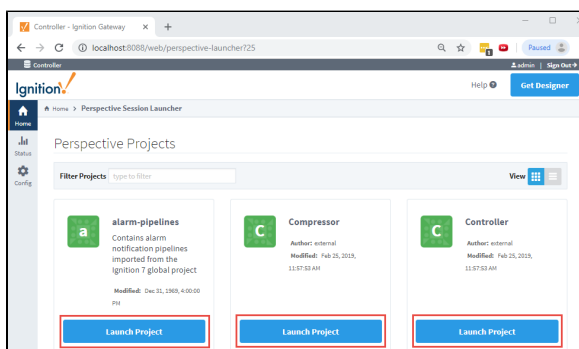 Controller - Ignition Gateway
localhost:8088/web/perspective-launcher?25
Paused
Controller
admin | Sign Out
Ignition
Help
Get Designer
Home
Home > Perspective Session Launcher
Status
Config
Perspective Projects
Filter Projects type to filter
View
a
alarm-pipelines
Contains alarm
notification pipelines
imported from the
Ignition 7 global project
Modified: Dec 31, 1969, 4:00:00
PM
Launch Project
C
Compressor
Author: external
Modified: Feb 25, 2019,
11:57:53 AM
Launch Project
C
Controller
Author: external
Modified: Feb 25, 2019,
11:57:53 AM
Launch Project